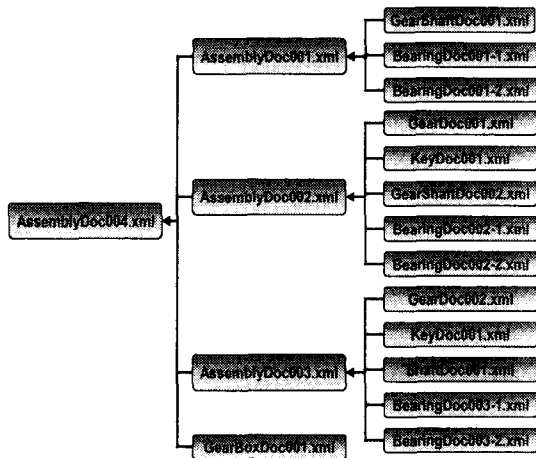 GearShaftDoc001.xml
AssemblyDoc001.xml
BearingDoc001-1.xml
BearingDoc001-2.xml
GearDoc001.xml
KeyDoc001.xml
AssemblyDoc002.xml
GearShaftDoc002.xml
AssemblyDoc004.xml
BearingDoc002-1.xml
BearingDoc002-2.xml
GearDoc002.xml
KeyDoc001.xml
AssemblyDoc003.xml
ShaftDoc001.xml
BearingDoc003-1.xml
GearBoxDoc001.xml
BearingDoc003-2.xml